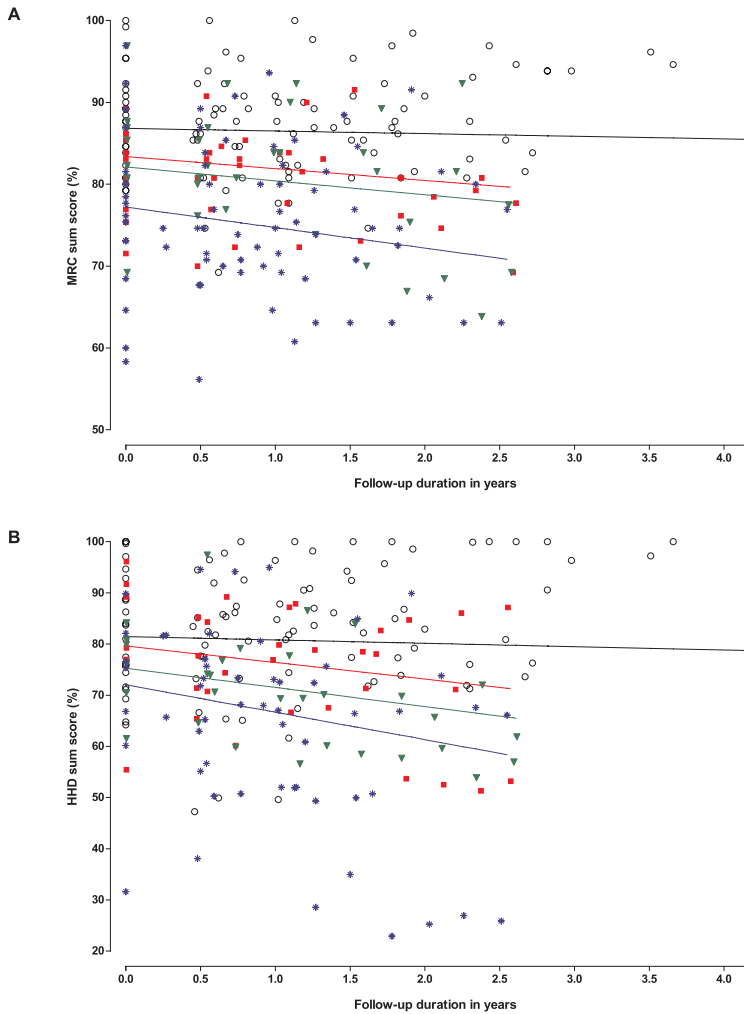 A
100
90
80
70
60
50
MRC sum score (%)
0.0 0.5 1.0 1.5 2.0 2.5 3.0 3.5 4.0
Follow-up duration in years
B
100
90
80
70
60
50
40
30
20
HHD sum score (%)
0.0 0.5 1.0 1.5 2.0 2.5 3.0 3.5 4.0
Follow-up duration in years